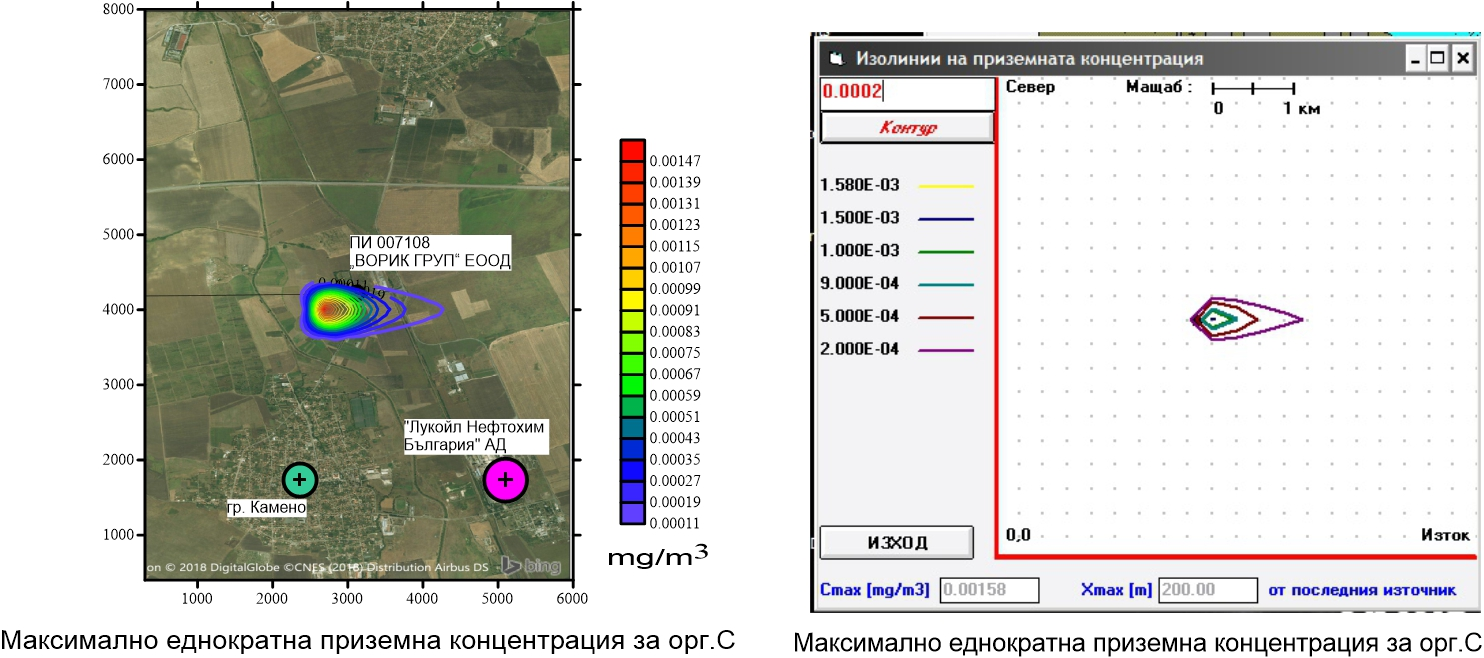 8000
7000
6000
5000
4000
3000
2000
1000
ПИ 007108
„ВОРИК ГРУП“ ЕООД
"Лукойл Нефтохим
България" АД
гр. Камено
on © 2018 DigitalGlobe ©CNES (2018) Distribution Airbus DS
bing
1000 2000 3000 4000 5000 6000
0.00147
0.00139
0.00131
0.00123
0.00115
0.00107
0.00099
0.00091
0.00083
0.00075
0.00067
0.00059
0.00051
0.00043
0.00035
0.00027
0.00019
0.00011
mg/m³
Максимално еднократна приземна концентрация за орг.С
Изолинии на приземната концентрация
0.0002
Контур
1.580E-03
1.500E-03
1.000E-03
9.000E-04
5.000E-04
2.000E-04
ИЗХОД
Север
Мащаб :
0 1 км
0,0
Изток
Cmax [mg/m3] 0.00158 Xmax [m] 200.00 от последния източник
Максимално еднократна приземна концентрация за орг.С